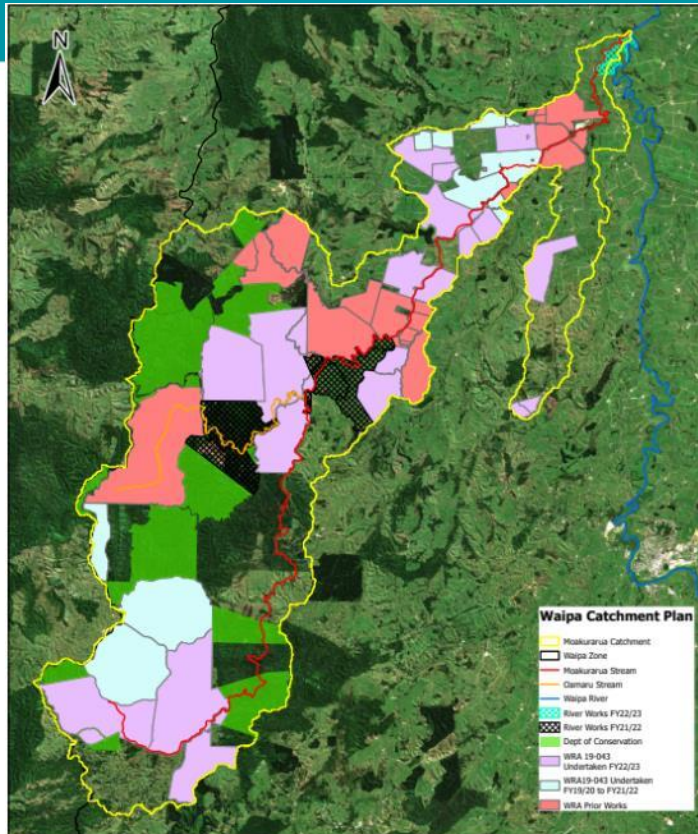 N
Waipa Catchment Plan
Moakurarua Catchment
Waipa Zone
Moakurarua Stream
Oamaru Stream
Waipa River
River Works FY22/23
River Works FY21/22
Dept of Conservation
WRA 19-043
Undertaken FY22/23
WRA19-043 Undertaken
FY19/20 to FY21/22
WRA Prior Works